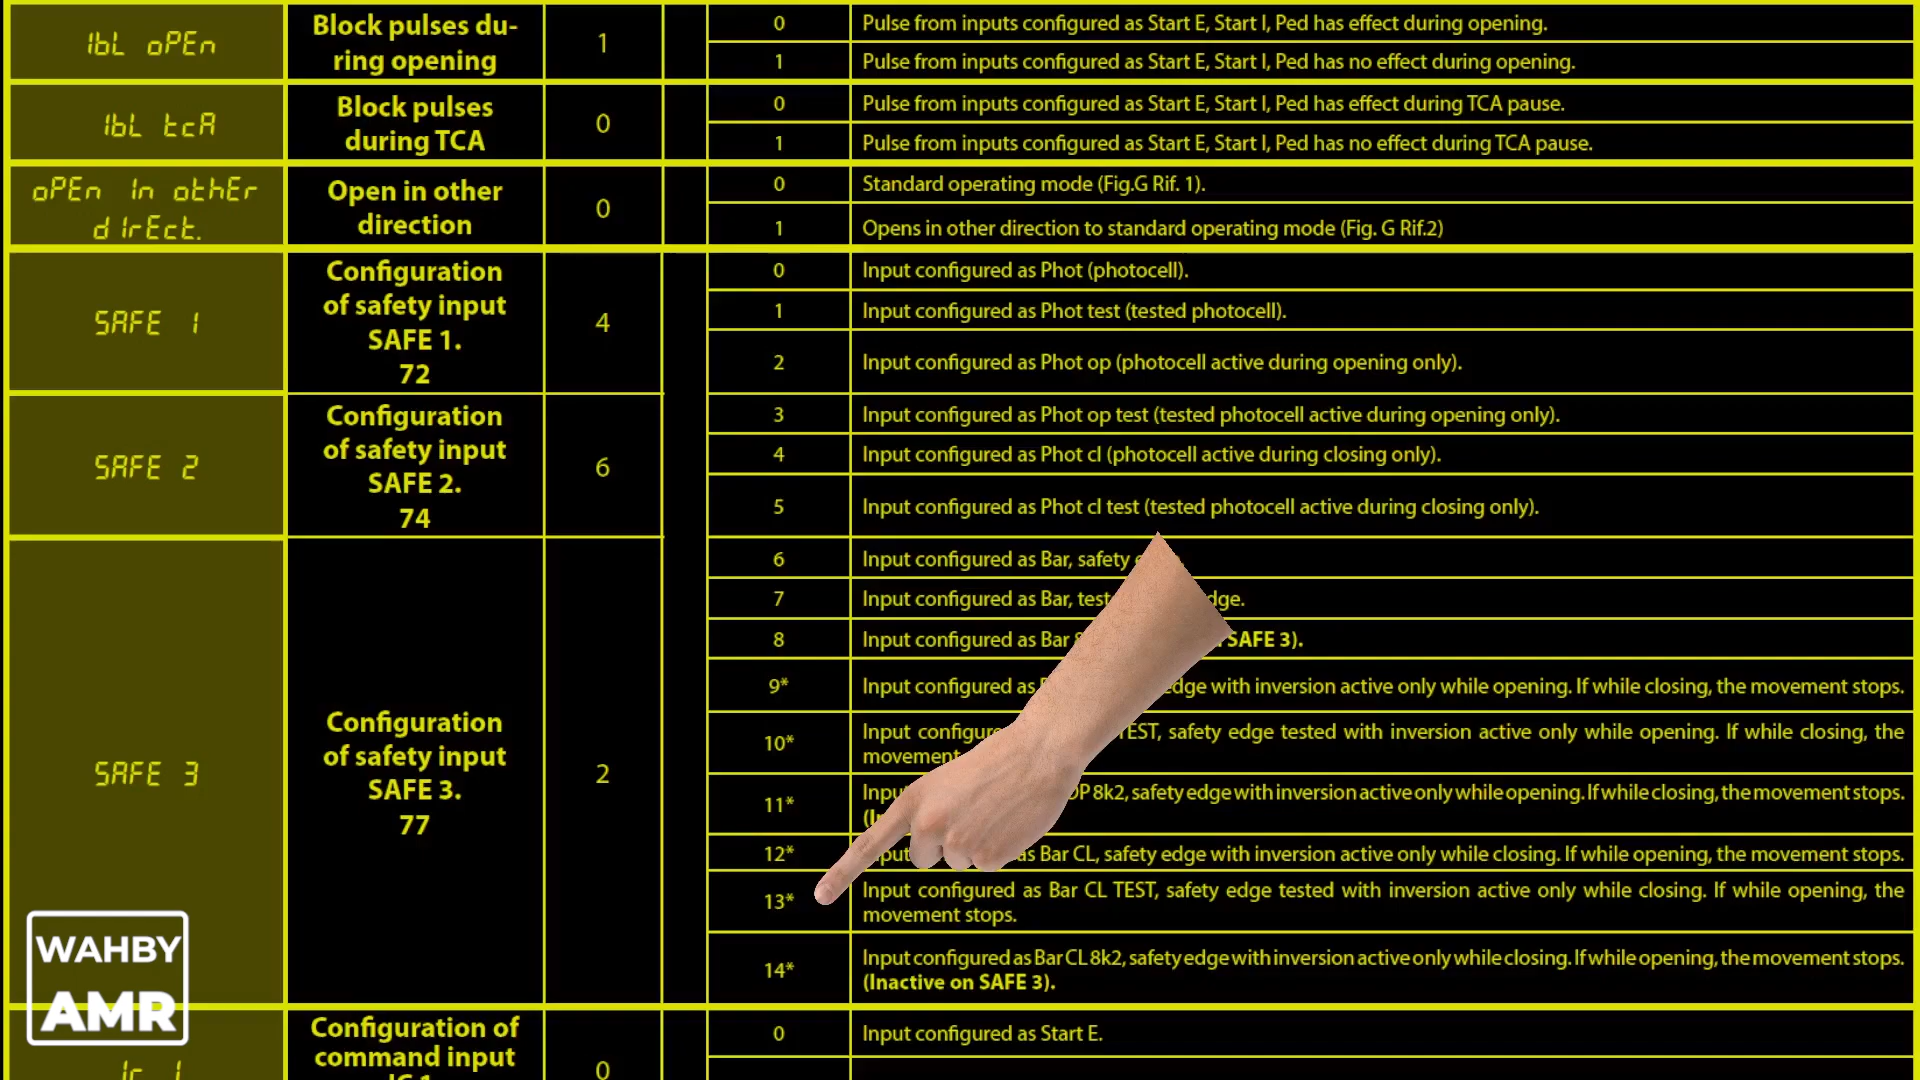 IbL oPEn
Block pulses du-
ring opening
1
0
Pulse from inputs configured as Start E, Start I, Ped has effect during opening.
1
Pulse from inputs configured as Start E, Start I, Ped has no effect during opening.
IbL tcA
Block pulses
during TCA
0
0
Pulse from inputs configured as Start E, Start I, Ped has effect during TCA pause.
1
Pulse from inputs configured as Start E, Start I, Ped has no effect during TCA pause.
oPEn In othEr
dIrEct.
Open in other
direction
0
0
Standard operating mode (Fig.G Rif. 1).
1
Opens in other direction to standard operating mode (Fig. G Rif.2)
SAFE 1
Configuration
of safety input
SAFE 1.
72
4
0
Input configured as Phot (photocell).
1
Input configured as Phot test (tested photocell).
2
Input configured as Phot op (photocell active during opening only).
SAFE 2
Configuration
of safety input
SAFE 2.
74
6
3
Input configured as Phot op test (tested photocell active during opening only).
4
Input configured as Phot cl (photocell active during closing only).
5
Input configured as Phot cl test (tested photocell active during closing only).
SAFE 3
Configuration
of safety input
SAFE 3.
77
2
6
Input configured as Bar, safety
7
Input configured as Bar,
8
Input configured as Bar SAFE 3).
9*
Input configured as edge with inversion active only while opening. If while closing, the movement stops.
10*
TEST, safety edge tested with inversion active only while opening. If while closing, the
movement
11*
8k2, safety edge with inversion active only while opening. If while closing, the movement stops.
12*
as Bar CL, safety edge with inversion active only while closing. If while opening, the movement stops.
13*
Input configured as Bar CL TEST, safety edge tested with inversion active only while closing. If while opening, the
movement stops.
14*
Input configured as Bar CL 8k2, safety edge with inversion active only while closing. If while opening, the movement stops.
(Inactive on SAFE 3).
Configuration of
command input
0
0
Input configured as Start E.
WAHBY
AMR